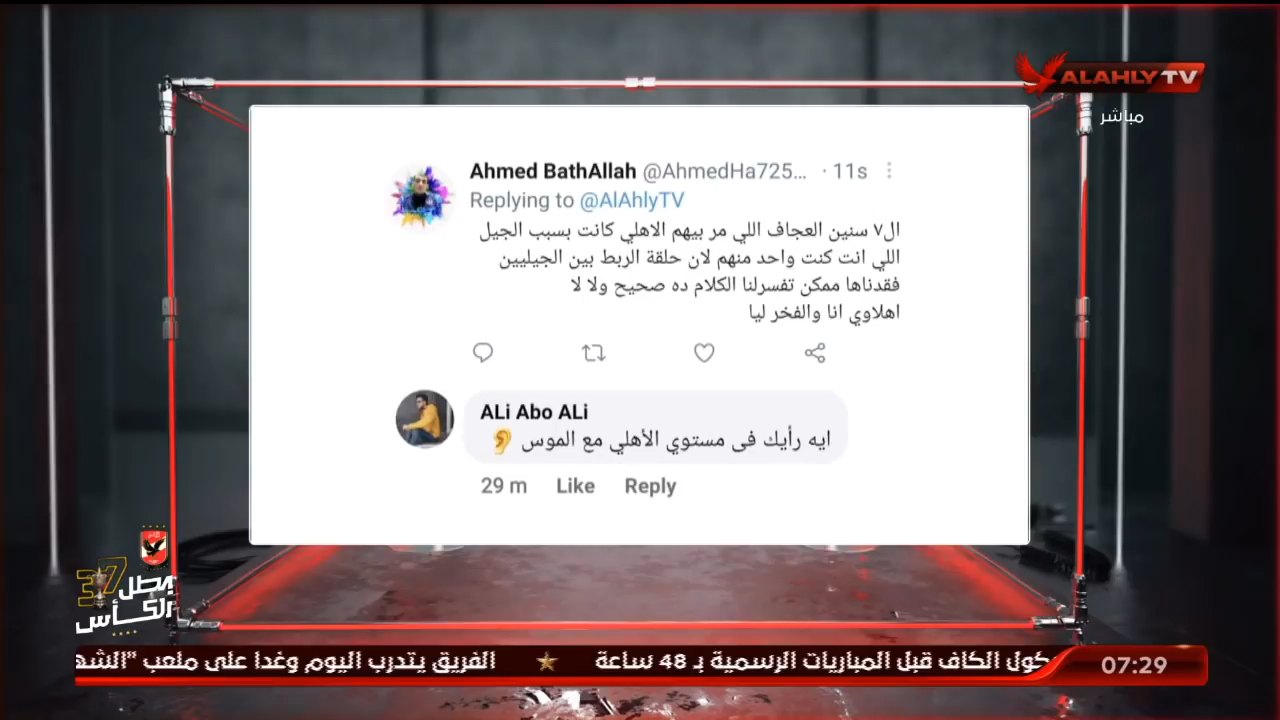 ALAHLY TV
مباشر
Ahmed BathAllah @AhmedHa725... · 11s
Replying to @AlAhlyTV
ال٧ سنين العجاف اللي مر بيهم الاهلي كانت بسبب الجيل
اللي انت كنت واحد منهم لان حلقة الربط بين الجيليين
فقدناها ممكن تفسرلنا الكلام ده صحيح ولا لا
اهلاوي انا والفخر ليا
ALi Abo ALi
ايه رأيك فى مستوي الأهلي مع الموس 👂
29 m Like Reply
37
بطل
الكأس
كول الكاف قبل المباريات الرسمية بـ 48 ساعة ★ الفريق يتدرب اليوم وغدا على ملعب "الشه
07:29